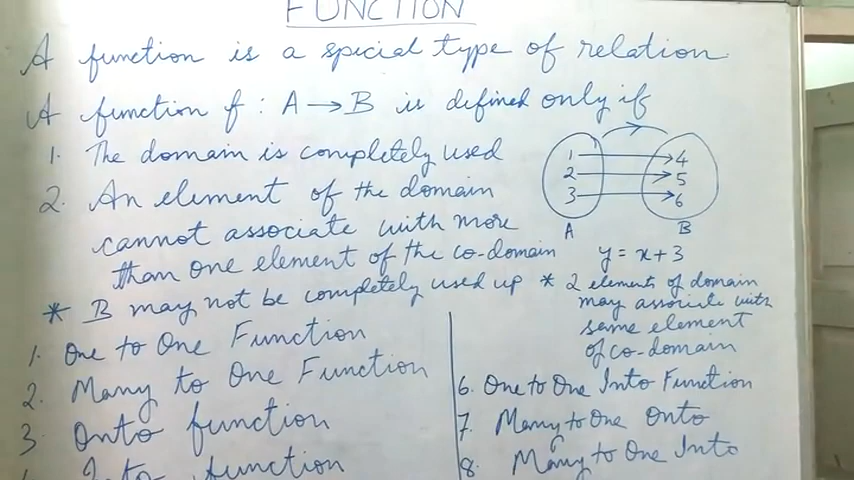 FUNCTION
A function is a special type of relation.
A function f : A → B is defined only if
1. The domain is completely used
2. An element of the domain
cannot associate with more
than one element of the co-domain
* B may not be completely used up
1 → 4
2 → 5
3 → 6
A B
y = x + 3
* 2 elements of domain
may associate with
same element
of co-domain
1. One to One Function
2. Many to One Function
3. Onto function
Into function
6. One to One Into Function
7. Many to One Onto
8. Many to One Into